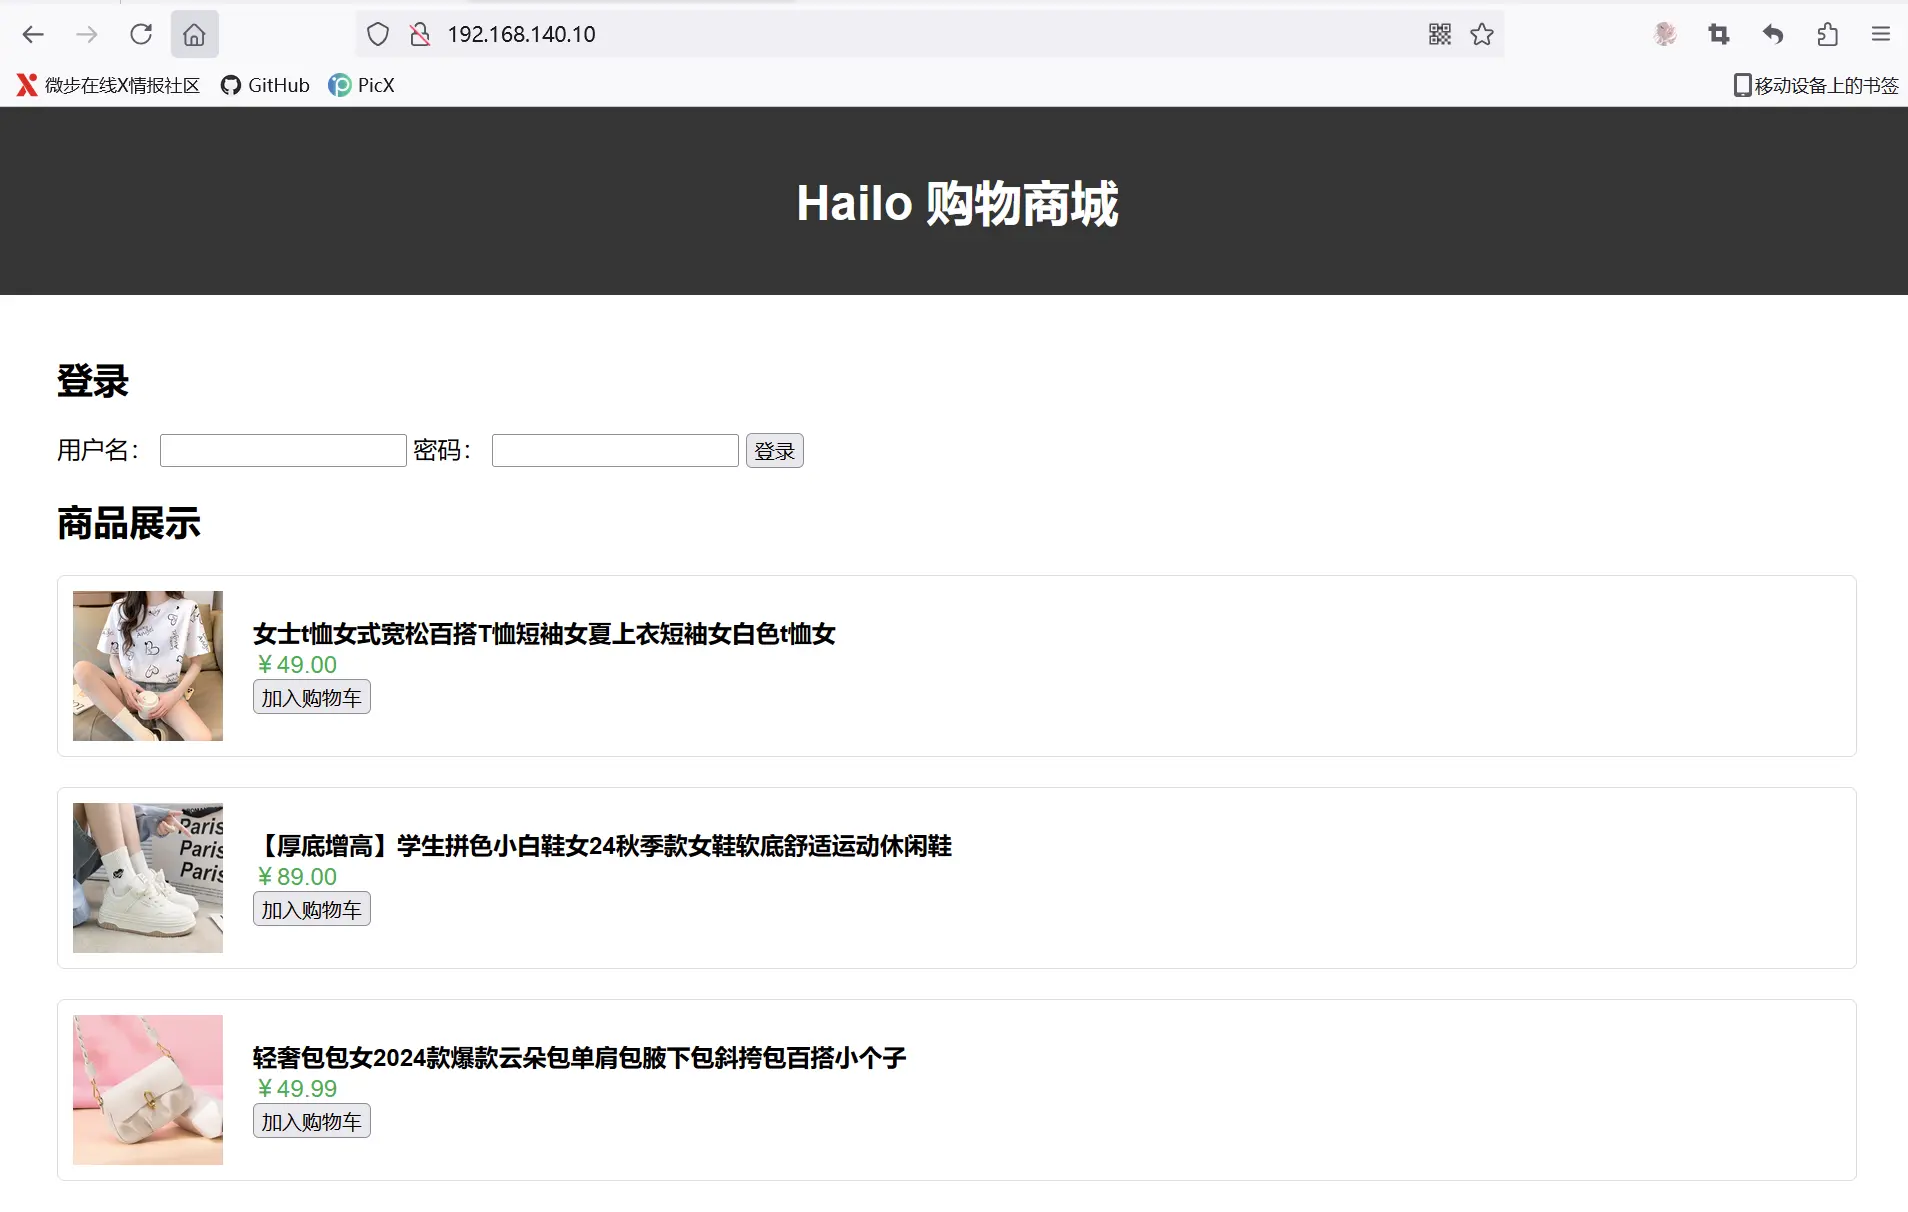 192.168.140.10
微步在线X情报社区 GitHub PicX 移动设备上的书签
Hailo 购物商城
登录
用户名： 密码： 登录
商品展示
女士t恤女式宽松百搭T恤短袖女夏上衣短袖女白色t恤女
￥49.00
加入购物车
Paris
Paris
Paris
【厚底增高】学生拼色小白鞋女24秋季款女鞋软底舒适运动休闲鞋
￥89.00
加入购物车
轻奢包包女2024款爆款云朵包单肩包腋下包斜挎包百搭小个子
￥49.99
加入购物车